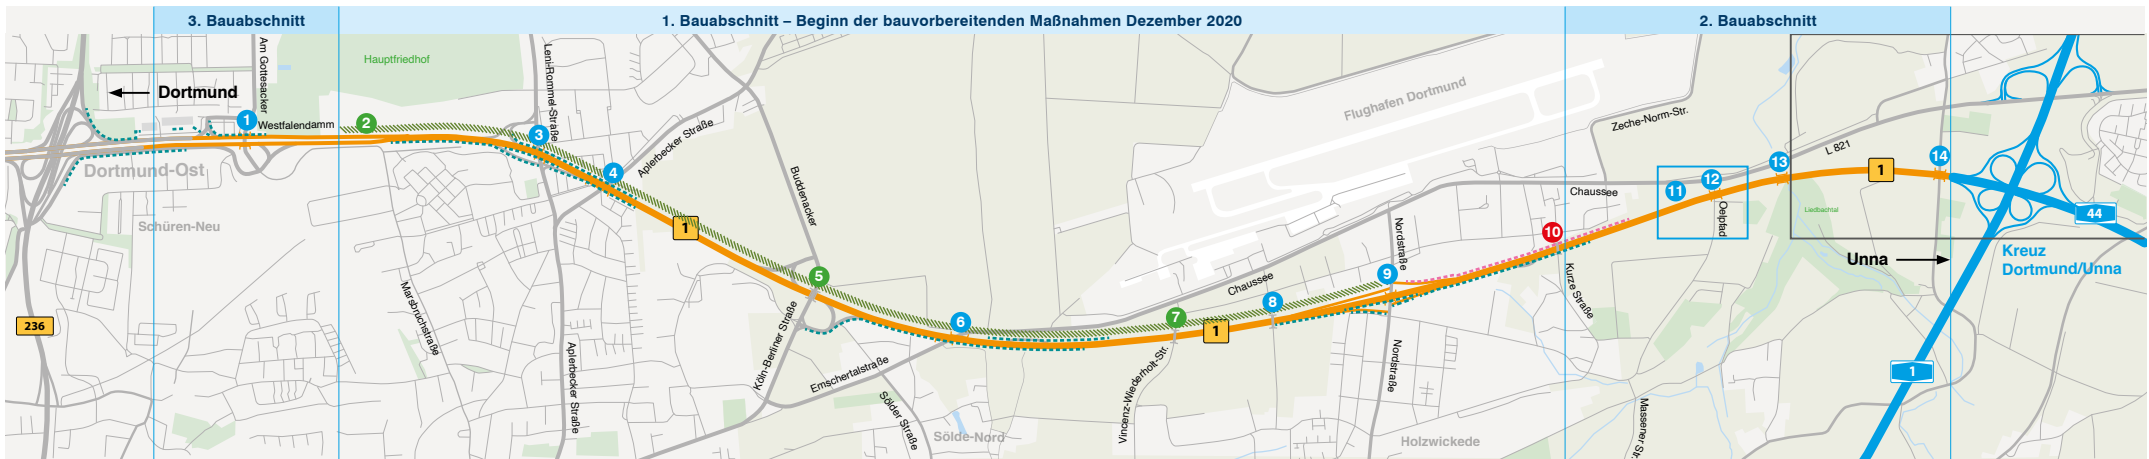 3. Bauabschnitt
1. Bauabschnitt – Beginn der bauvorbereitenden Maßnahmen Dezember 2020
2. Bauabschnitt
Am Gottesacker
Hauptfriedhof
Leni-Rommel-Straße
Dortmund
1
Westfalendamm
2
3
4
Aplerbecker Straße
Buddenacker
Flughafen Dortmund
Zeche-Norm-Str.
L 821
13
14
1
12
11
Chaussee
Oelpfad
Liedbachtal
44
Dortmund-Ost
Schüren-Neu
1
5
10
Nordstraße
9
8
7
1
6
Chaussee
Kurze Straße
Unna
Kreuz
Dortmund/Unna
236
Marsbruchstraße
Aplerbecker Straße
Köln-Berliner Straße
Emschertalstraße
Sölder Straße
Sölde-Nord
Vincenz-Wiederholt-Str.
Nordstraße
Holzwickede
Massener Str.
1